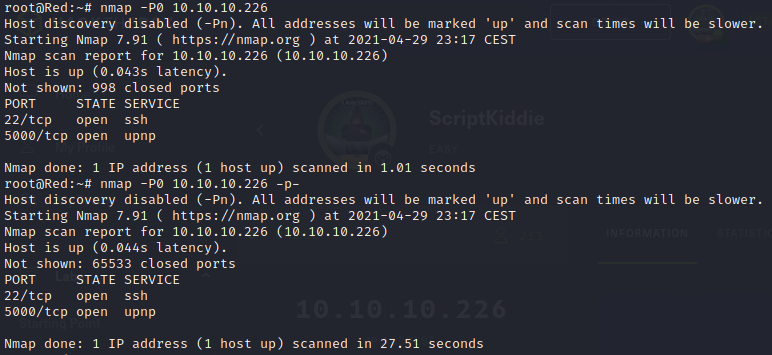 root@Red:~# nmap -P0 10.10.10.226
Host discovery disabled (-Pn). All addresses will be marked 'up' and scan times will be slower.
Starting Nmap 7.91 ( https://nmap.org ) at 2021-04-29 23:17 CEST
Nmap scan report for 10.10.10.226 (10.10.10.226)
Host is up (0.043s latency).
Not shown: 998 closed ports
PORT     STATE SERVICE
22/tcp   open  ssh
5000/tcp open  upnp
ScriptKiddie
EASY
My Profile
Nmap done: 1 IP address (1 host up) scanned in 1.01 seconds
root@Red:~# nmap -P0 10.10.10.226 -p-
Host discovery disabled (-Pn). All addresses will be marked 'up' and scan times will be slower.
Starting Nmap 7.91 ( https://nmap.org ) at 2021-04-29 23:17 CEST
Nmap scan report for 10.10.10.226 (10.10.10.226)
INFORMATION
Host is up (0.044s latency).
Not shown: 65533 closed ports
PORT     STATE SERVICE
22/tcp   open  ssh
5000/tcp open  upnp
10.10.10.226
Starting Point
Nmap done: 1 IP address (1 host up) scanned in 27.51 seconds